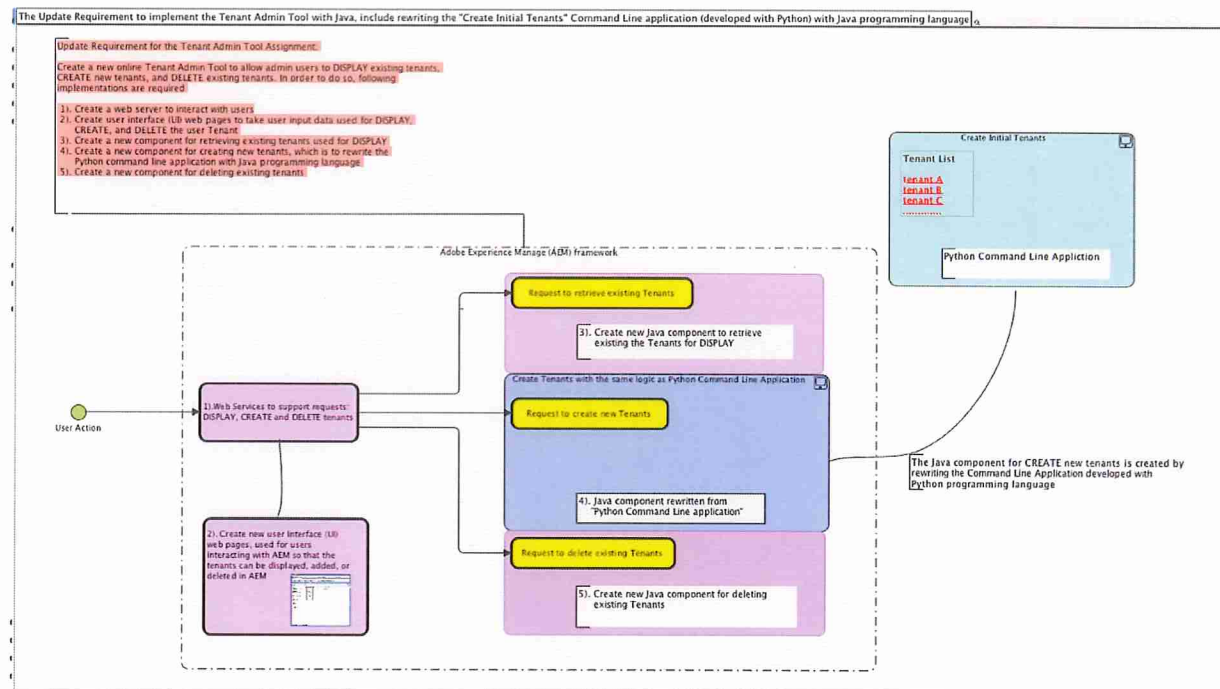 The Update Requirement to implement the Tenant Admin Tool with Java, include rewriting the "Create Initial Tenants" Command Line application (developed with Python) with Java programming language
Update Requirement for the Tenant Admin Tool Assignment.
Create a new online Tenant Admin Tool to allow admin users to DISPLAY existing tenants,
CREATE new tenants, and DELETE existing tenants. In order to do so, following
implementations are required
1). Create a web server to interact with users
2). Create user interface (UI) web pages to take user input data used for DISPLAY,
CREATE, and DELETE the user Tenant
3). Create a new component for retrieving existing tenants used for DISPLAY
4). Create a new component for creating new tenants, which is to rewrite the
Python command line application with Java programming language
5). Create a new component for deleting existing tenants
Create Initial Tenants
Tenant List
tenant A
tenant B
tenant C
............
Python Command Line Appliction
Adobe Experience Manage (AEM) framework
Request to retrieve existing Tenants
3). Create new Java component to retrieve
existing the Tenants for DISPLAY
Create Tenants with the same logic as Python Command Line Application
Request to create new Tenants
4). Java component rewritten from
"Python Command Line application"
1).Web Services to support requests:
DISPLAY, CREATE and DELETE tenants
User Action
The Java component for CREATE new tenants is created by
rewriting the Command Line Application developed with
Python programming language
2). Create new user Interface (UI)
web pages, used for users
interacting with AEM so that the
tenants can be displayed, added, or
deleted in AEM
Request to delete existing Tenants
5). Create new Java component for deleting
existing Tenants